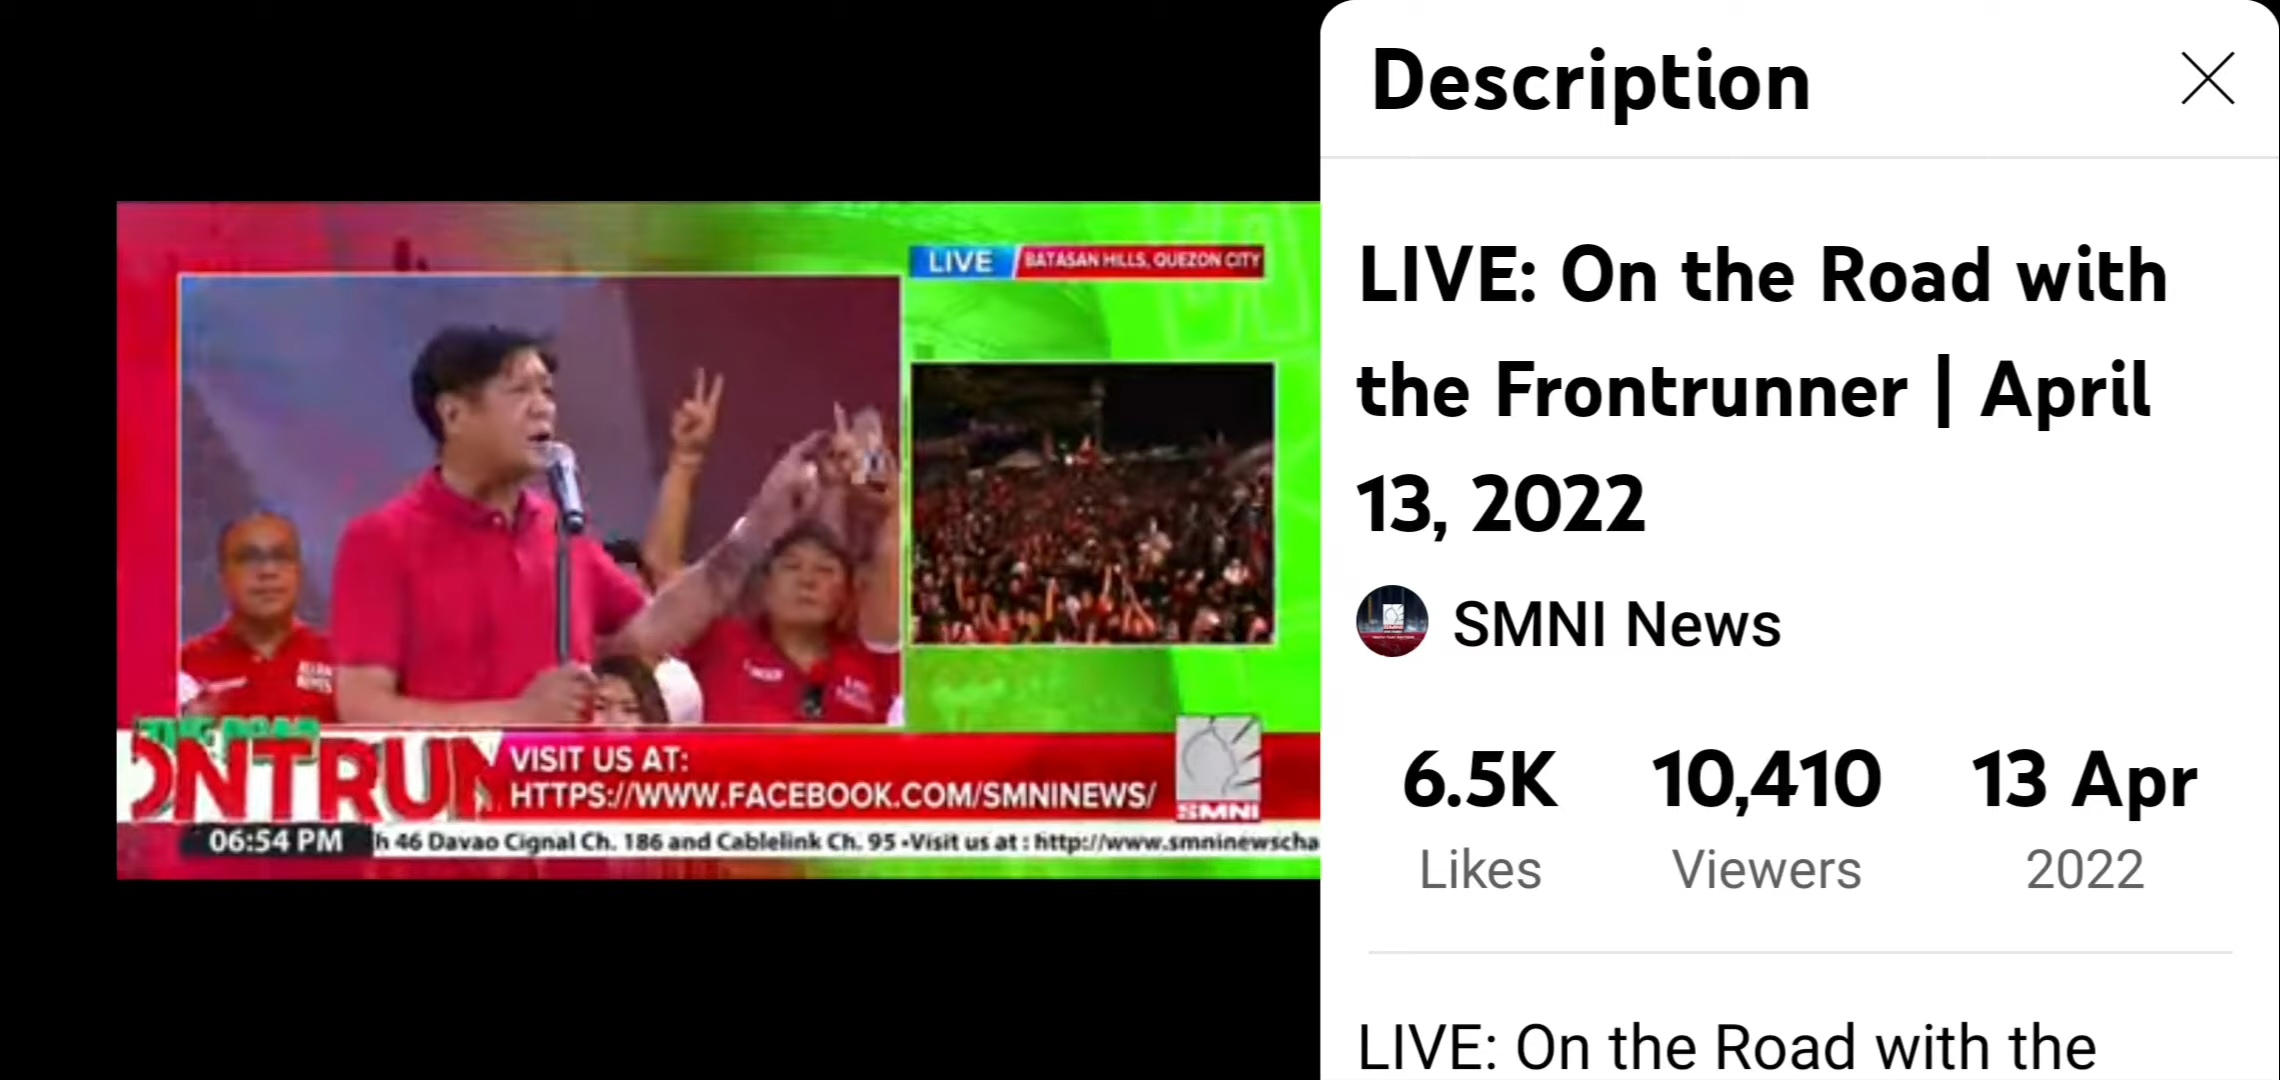 LIVE BATASAN HILLS, QUEZON CITY
ONTRUN
VISIT US AT:
HTTPS://WWW.FACEBOOK.COM/SMNINEWS/
SMNI
06:54 PM h 46 Davao Cignal Ch. 186 and Cablelink Ch. 95 -Visit us at : http://www.smninewscha
Description
LIVE: On the Road with
the Frontrunner | April
13, 2022
SMNI News
6.5K 10,410 13 Apr
Likes Viewers 2022
LIVE: On the Road with the